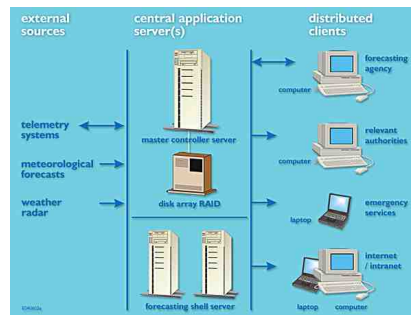 external
sources
central application
server(s)
distributed
clients
forecasting
agency
computer
telemetry
systems
master controller server
relevant
authorities
computer
meteorological
forecasts
disk array RAID
weather
radar
emergency
services
laptop
internet
/ intranet
forecasting shell server
laptop
computer